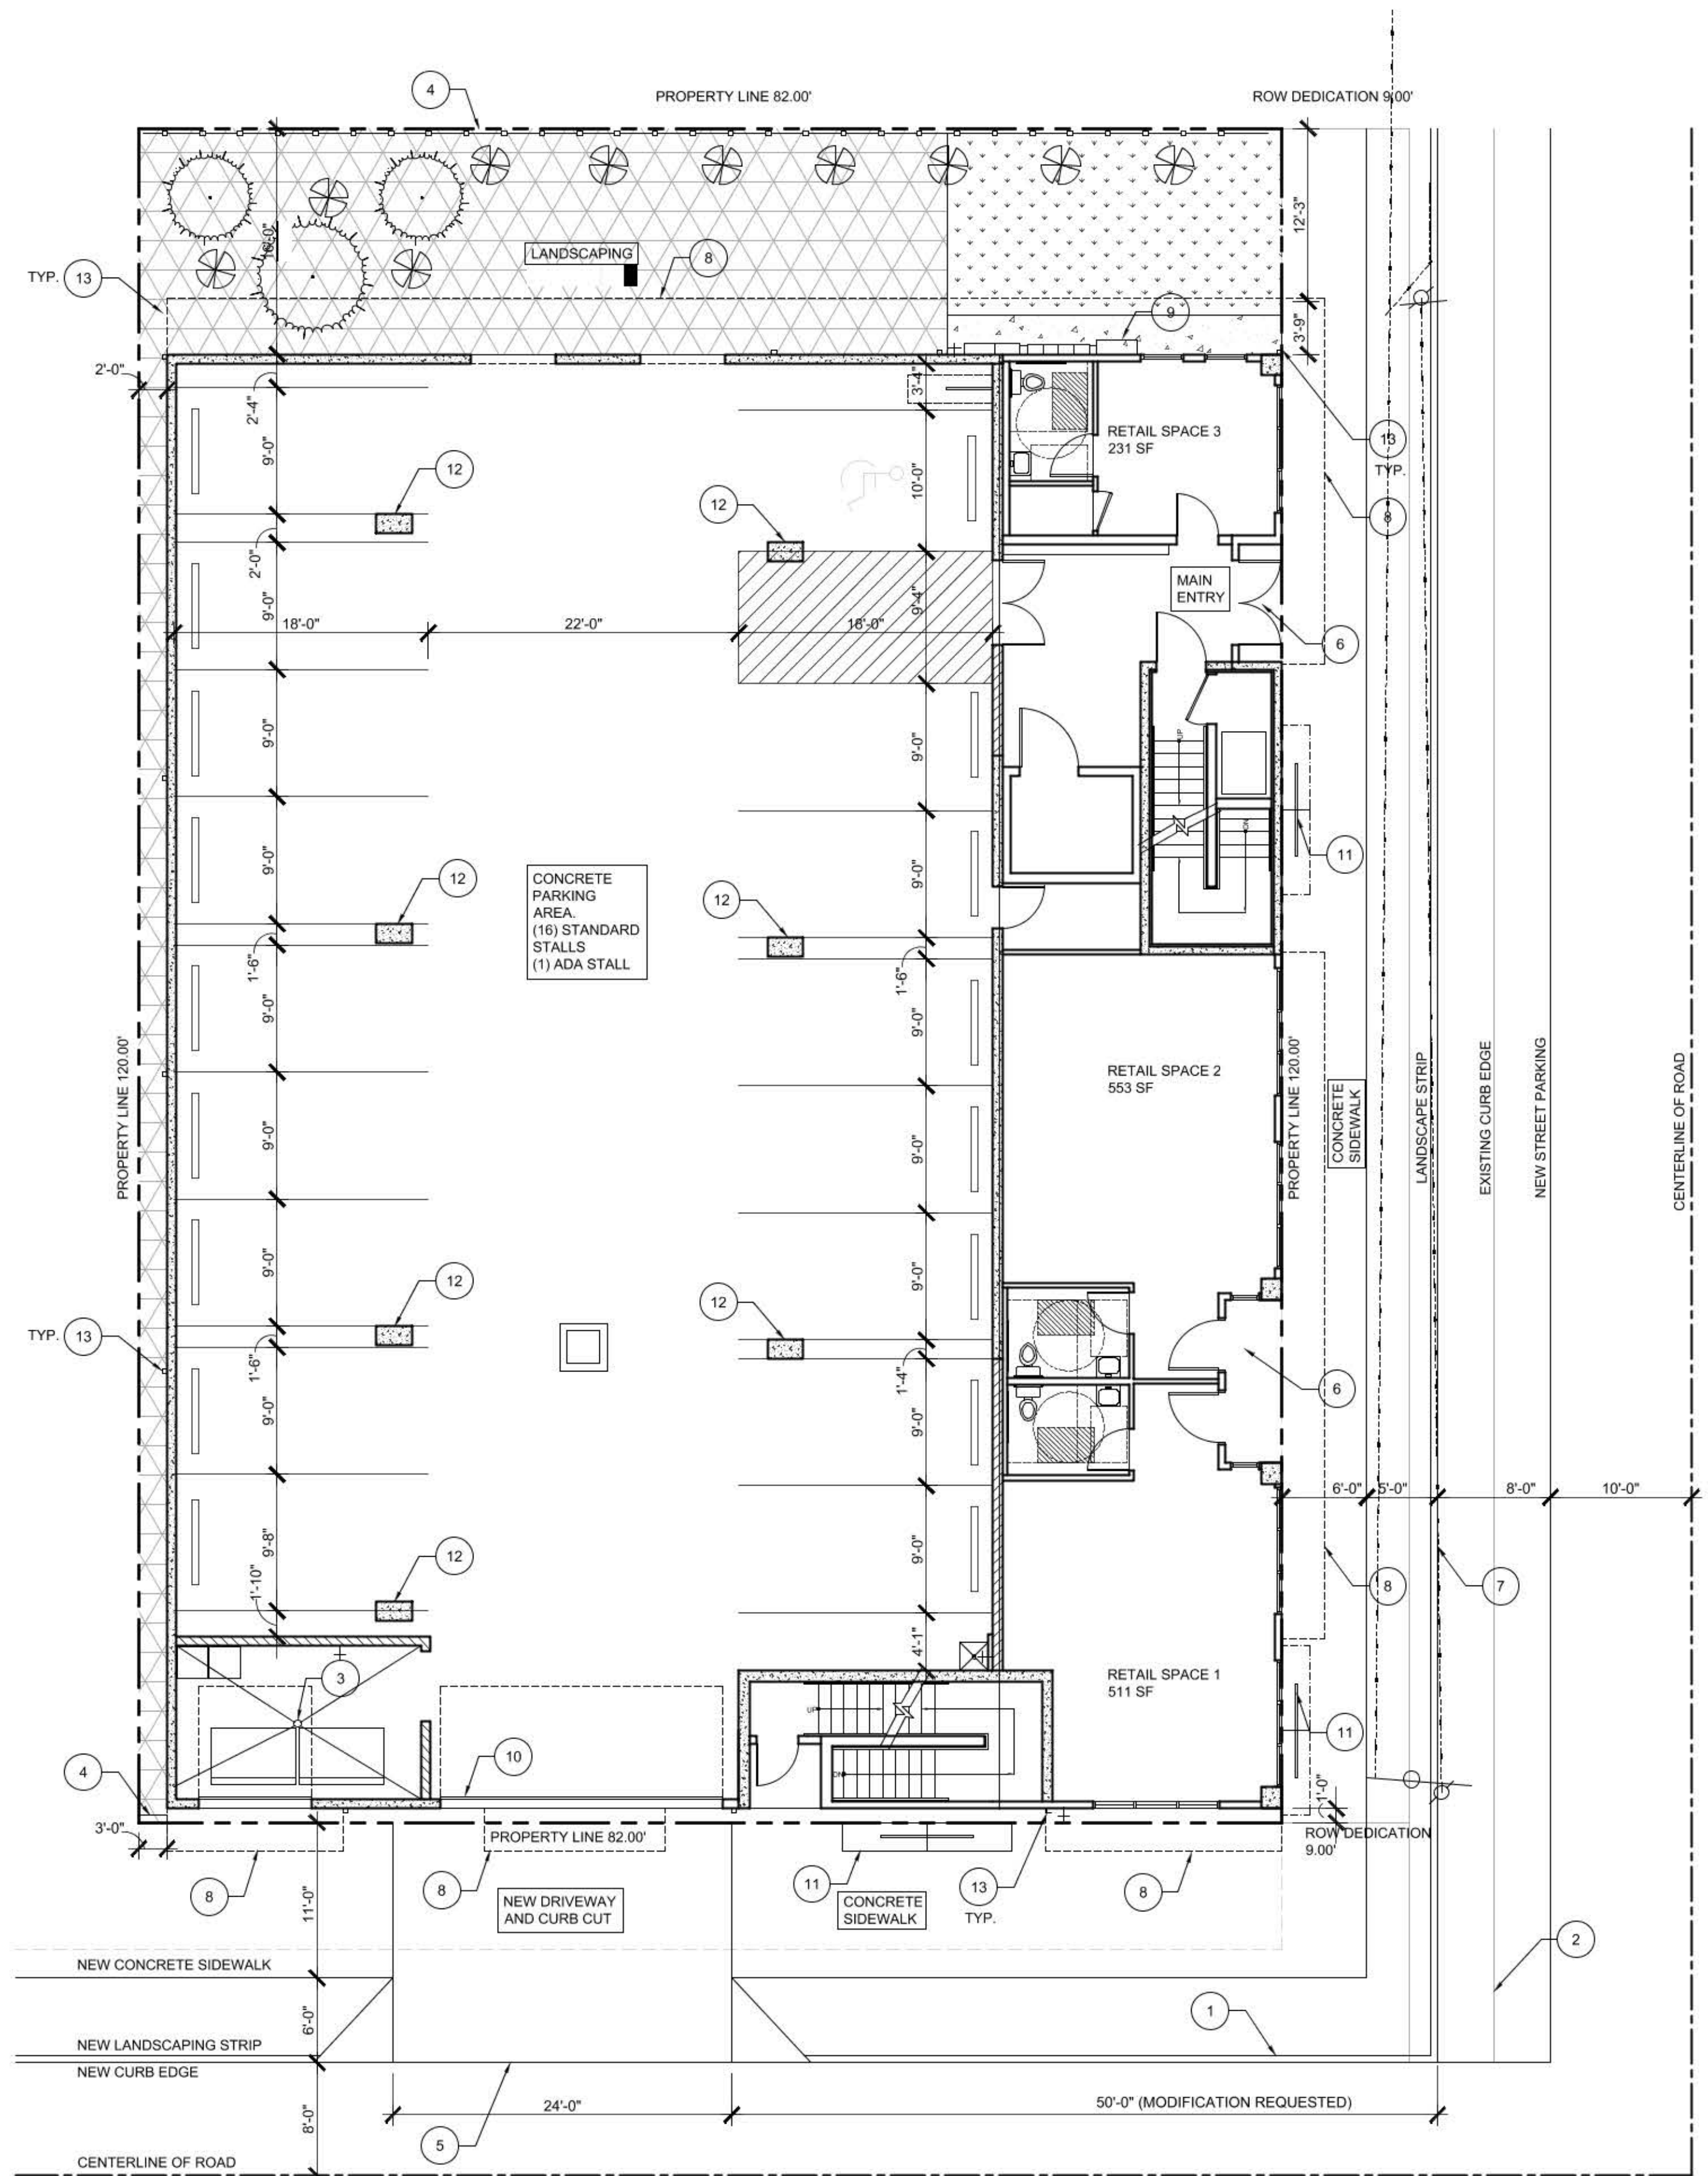 4
PROPERTY LINE 82.00'
ROW DEDICATION 9.00'
12'-3"
16'-0"
LANDSCAPING
8
TYP. 13
9
3'-9"
2'-0"
2'-4"
3'-4"
9'-0"
RETAIL SPACE 3
231 SF
13
TYP.
12
10'-0"
12
8
2'-0"
9'-0"
9'-4"
MAIN
ENTRY
18'-0"
22'-0"
18'-0"
6
UP
9'-0"
9'-0"
DN
11
9'-0"
9'-0"
12
CONCRETE
PARKING
AREA.
(16) STANDARD
STALLS
(1) ADA STALL
12
1'-6"
1'-6"
9'-0"
9'-0"
PROPERTY LINE 120.00'
RETAIL SPACE 2
553 SF
PROPERTY LINE 120.00'
CONCRETE
SIDEWALK
LANDSCAPE STRIP
EXISTING CURB EDGE
NEW STREET PARKING
CENTERLINE OF ROAD
9'-0"
9'-0"
9'-0"
9'-0"
12
12
TYP. 13
1'-6"
1'-4"
6
9'-0"
9'-0"
6'-0"
5'-0"
8'-0"
10'-0"
9'-8"
9'-0"
12
1'-10"
8
7
4'-1"
3
RETAIL SPACE 1
511 SF
UP
11
10
DN
4
1'-0"
3'-0"
PROPERTY LINE 82.00'
ROW DEDICATION
9.00'
8
8
11
13
TYP.
8
11'-0"
NEW DRIVEWAY
AND CURB CUT
CONCRETE
SIDEWALK
2
NEW CONCRETE SIDEWALK
6'-0"
1
NEW LANDSCAPING STRIP
NEW CURB EDGE
24'-0"
50'-0" (MODIFICATION REQUESTED)
8'-0"
5
CENTERLINE OF ROAD